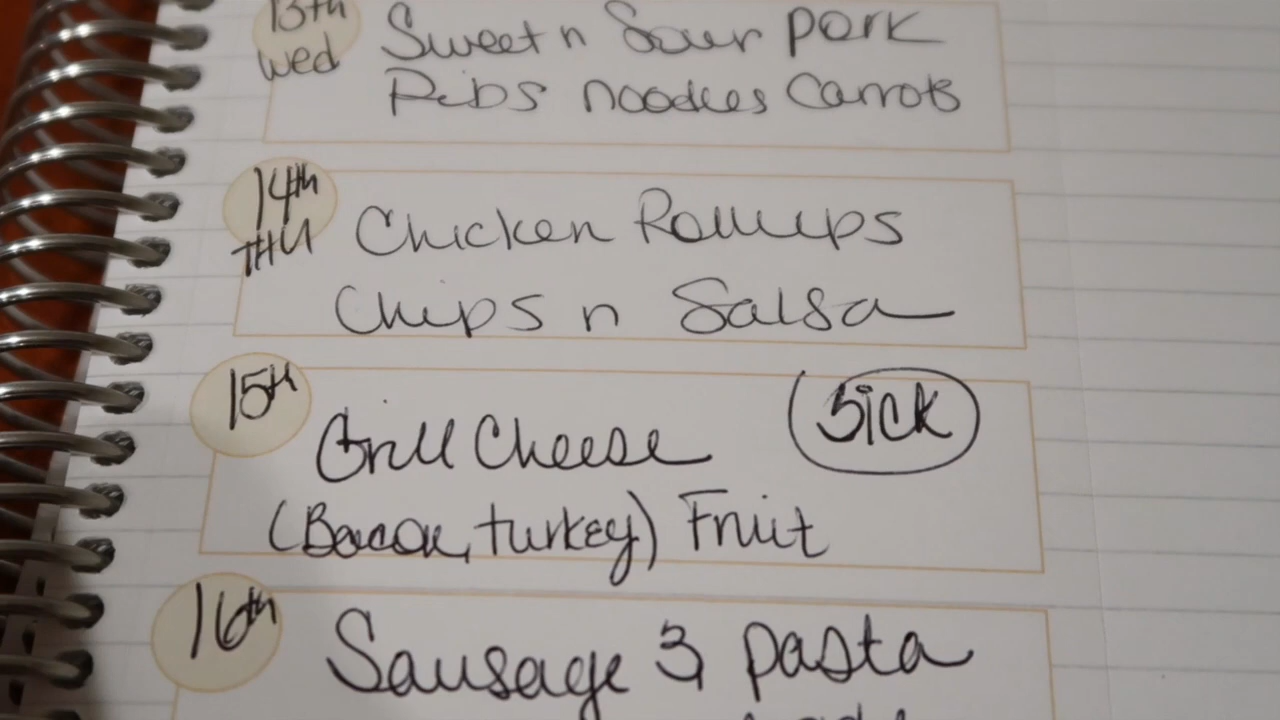 13th Sweet n Sour pork
Wed Ribs noodles Carrots
14th Chicken Rollups
THU Chips n Salsa
15th Grill Cheese Sick
(Bacon, turkey) Fruit
16th Sausage & pasta